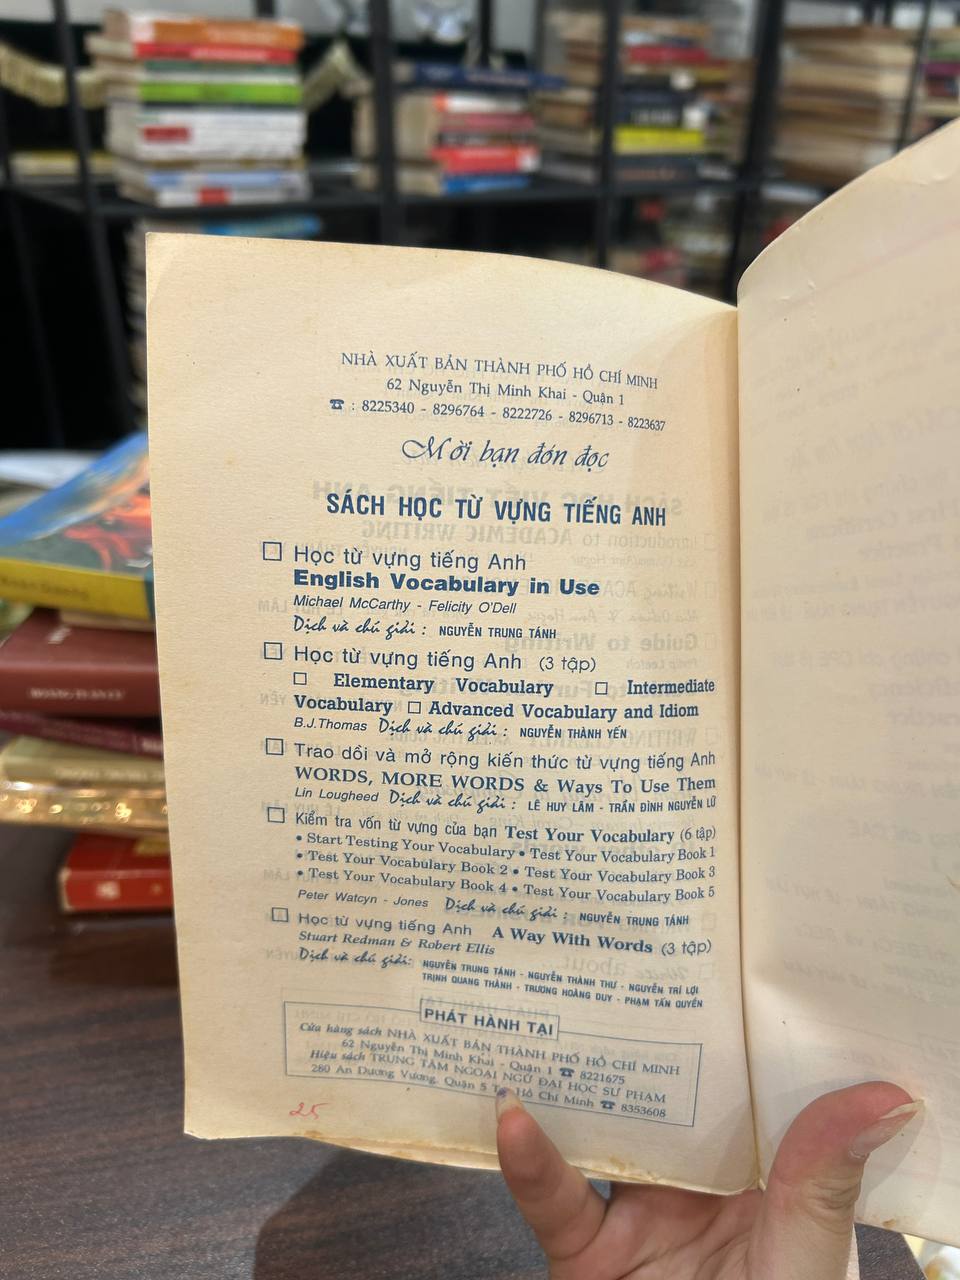 NHÀ XUẤT BẢN THÀNH PHỐ HỒ CHÍ MINH
62 Nguyễn Thị Minh Khai - Quận 1
☎ : 8225340 - 8296764 - 8222726 - 8296713 - 8223637
Mời bạn đón đọc
SÁCH HỌC TỪ VỰNG TIẾNG ANH
☐ Học từ vựng tiếng Anh
English Vocabulary in Use
Michael McCarthy - Felicity O'Dell
Dịch và chú giải : NGUYỄN TRUNG TÁNH
☐ Học từ vựng tiếng Anh (3 tập)
☐ Elementary Vocabulary ☐ Intermediate
Vocabulary ☐ Advanced Vocabulary and Idiom
B.J.Thomas Dịch và chú giải : NGUYỄN THÀNH YẾN
☐ Trao dồi và mở rộng kiến thức từ vựng tiếng Anh
WORDS, MORE WORDS & Ways To Use Them
Lin Lougheed Dịch và chú giải : LÊ HUY LÂM - TRẦN ĐÌNH NGUYỄN LỮ
☐ Kiểm tra vốn từ vựng của bạn Test Your Vocabulary (6 tập)
• Start Testing Your Vocabulary • Test Your Vocabulary Book 1
• Test Your Vocabulary Book 2 • Test Your Vocabulary Book 3
• Test Your Vocabulary Book 4 • Test Your Vocabulary Book 5
Peter Watcyn - Jones Dịch và chú giải : NGUYỄN TRUNG TÁNH
☐ Học từ vựng tiếng Anh A Way With Words (3 tập)
Stuart Redman & Robert Ellis
Dịch và chú giải: NGUYỄN TRUNG TÁNH - NGUYỄN THÀNH THƯ - NGUYỄN TRÍ LỢI
TRỊNH QUANG THÀNH - TRƯƠNG HOÀNG DUY - PHẠM TẤN QUYỀN
PHÁT HÀNH TẠI
Cửa hàng sách NHÀ XUẤT BẢN THÀNH PHỐ HỒ CHÍ MINH
62 Nguyễn Thị Minh Khai - Quận 1 ☎ 8221675
Hiệu sách TRUNG TÂM NGOẠI NGỮ ĐẠI HỌC SƯ PHẠM
280 An Dương Vương, Quận 5 Hồ Chí Minh ☎ 8353608
25